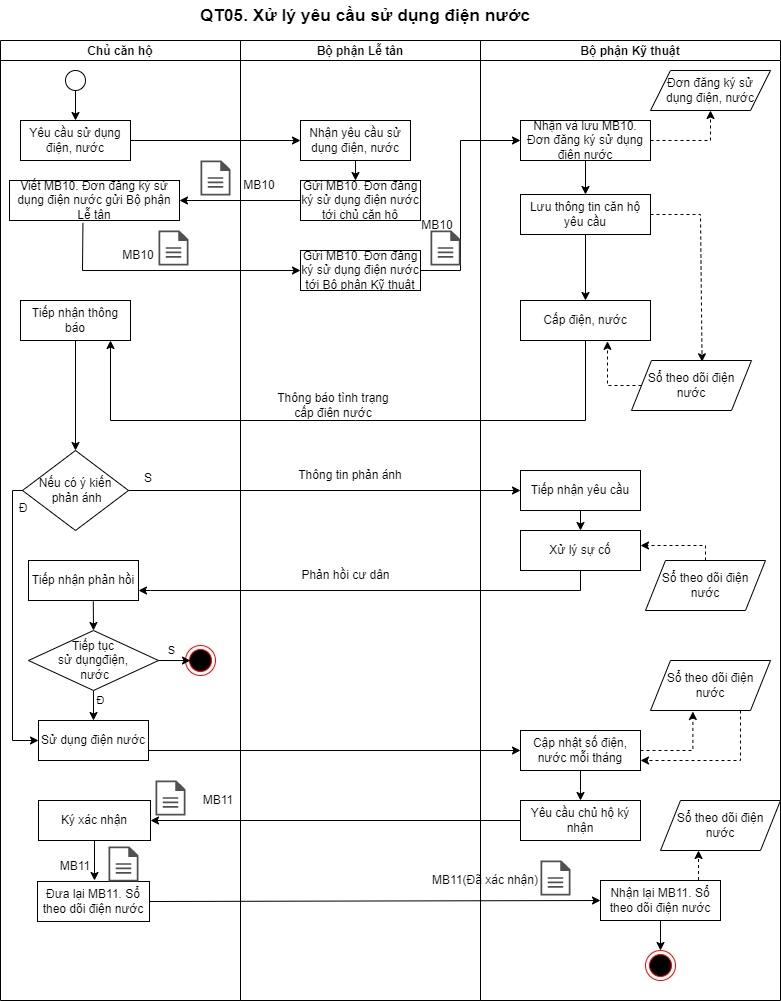 QT05. Xử lý yêu cầu sử dụng điện nước
Chủ căn hộ
Bộ phận Lễ tân
Bộ phận Kỹ thuật
Đơn đăng ký sử
dụng điện, nước
Yêu cầu sử dụng
điện, nước
Nhận yêu cầu sử
dụng điện, nước
Nhận và lưu MB10.
Đơn đăng ký sử dụng
điện nước
MB10
Viết MB10. Đơn đăng ký sử
dụng điện nước gửi Bộ phận
Lễ tân
Gửi MB10. Đơn đăng
ký sử dụng điện nước
tới chủ căn hộ
Lưu thông tin căn hộ
yêu cầu
MB10
MB10
Gửi MB10. Đơn đăng
ký sử dụng điện nước
tới Bộ phận Kỹ thuật
Tiếp nhận thông
báo
Cấp điện, nước
Sổ theo dõi điện
nước
Thông báo tình trạng
cấp điện nước
Nếu có ý kiến
phản ánh
S
Đ
Thông tin phản ánh
Tiếp nhận yêu cầu
Xử lý sự cố
Tiếp nhận phản hồi
Phản hồi cư dân
Sổ theo dõi điện
nước
Tiếp tục
sử dụngđiện,
nước
S
Đ
Sổ theo dõi điện
nước
Sử dụng điện nước
Cập nhật số điện,
nước mỗi tháng
MB11
Ký xác nhận
Yêu cầu chủ hộ ký
nhận
Sổ theo dõi điện
nước
MB11
MB11(Đã xác nhận)
Đưa lại MB11. Sổ
theo dõi điện nước
Nhận lại MB11. Sổ
theo dõi điện nước